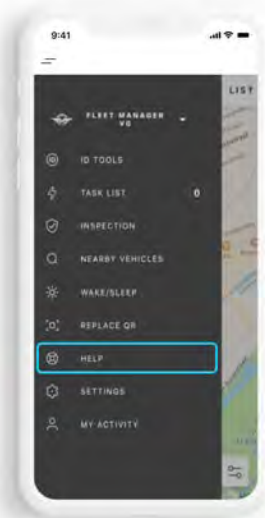 9:41
LIST
FLEET MANAGER
VG
ID TOOLS
TASK LIST 0
INSPECTION
NEARBY VEHICLES
WAKE/SLEEP
REPLACE QR
HELP
SETTINGS
MY ACTIVITY